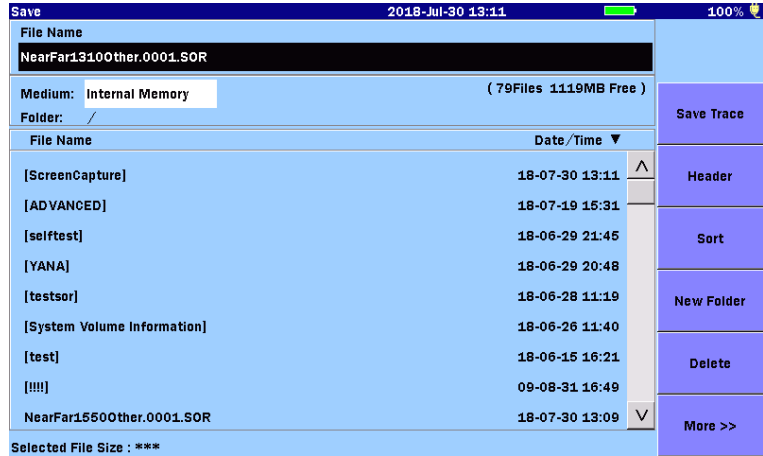 Save 2018-Jul-30 13:11 100%
File Name
NearFar1310Other.0001.SOR
Medium: Internal Memory ( 79Files 1119MB Free )
Folder: /
File Name Date/Time ▼
[ScreenCapture] 18-07-30 13:11
[ADVANCED] 18-07-19 15:31
[selftest] 18-06-29 21:45
[YANA] 18-06-29 20:48
[testsor] 18-06-28 11:19
[System Volume Information] 18-06-26 11:40
[test] 18-06-15 16:21
[!!!!] 09-08-31 16:49
NearFar1550Other.0001.SOR 18-07-30 13:09
Selected File Size : ***
Save Trace
Header
Sort
New Folder
Delete
More >>